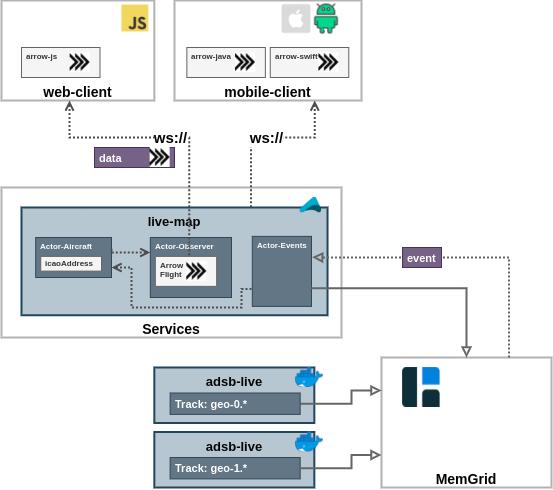 JS
arrow-js
web-client
arrow-java
arrow-swift
mobile-client
ws://
ws://
data
live-map
Actor-Aircraft
icaoAddress
Actor-Observer
Arrow
Flight
Actor-Events
Services
event
adsb-live
Track: geo-0.*
adsb-live
Track: geo-1.*
MemGrid